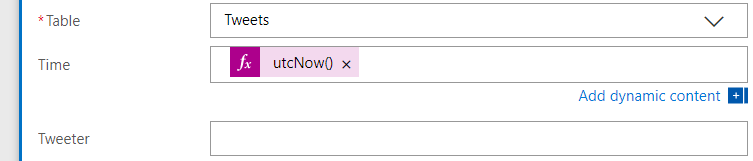 * Table Tweets
Time fx utcNow() ×
Add dynamic content +
Tweeter